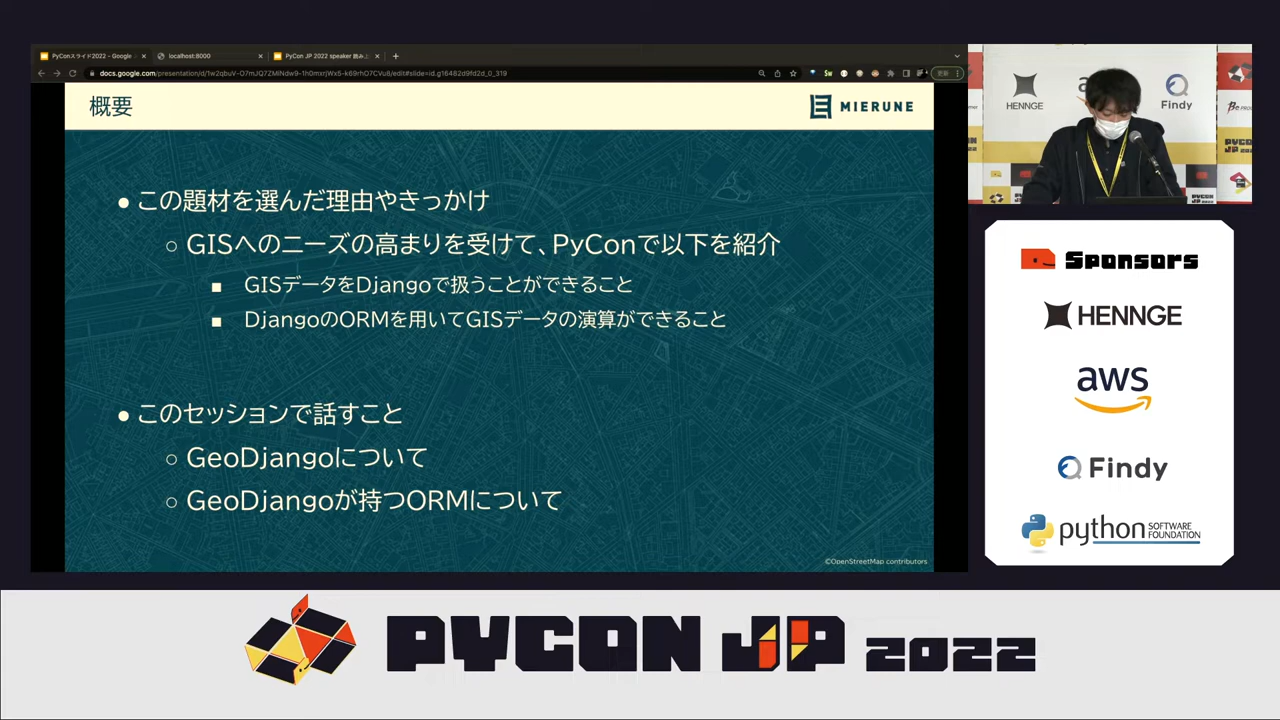 PyConスライド2022 - Google
localhost:8000
PyCon JP 2022 speaker 読み上
docs.google.com/presentation/d/1w2qbuV-O7mJQ7ZMiNdw9-1h0mxrjWx5-k69rhO7CVu8/edit#slide=id.g16482d9fd2d_0_319
更新
概要
MIERUNE
● この題材を選んだ理由やきっかけ
○ GISへのニーズの高まりを受けて、PyConで以下を紹介
■ GISデータをDjangoで扱うことができること
■ DjangoのORMを用いてGISデータの演算ができること
● このセッションで話すこと
○ GeoDjangoについて
○ GeoDjangoが持つORMについて
©OpenStreetMap contributors
HENNGE
Findy
PYCON
JP 2022
Sponsors
HENNGE
aws
Findy
python SOFTWARE FOUNDATION
PYCON JP 2022